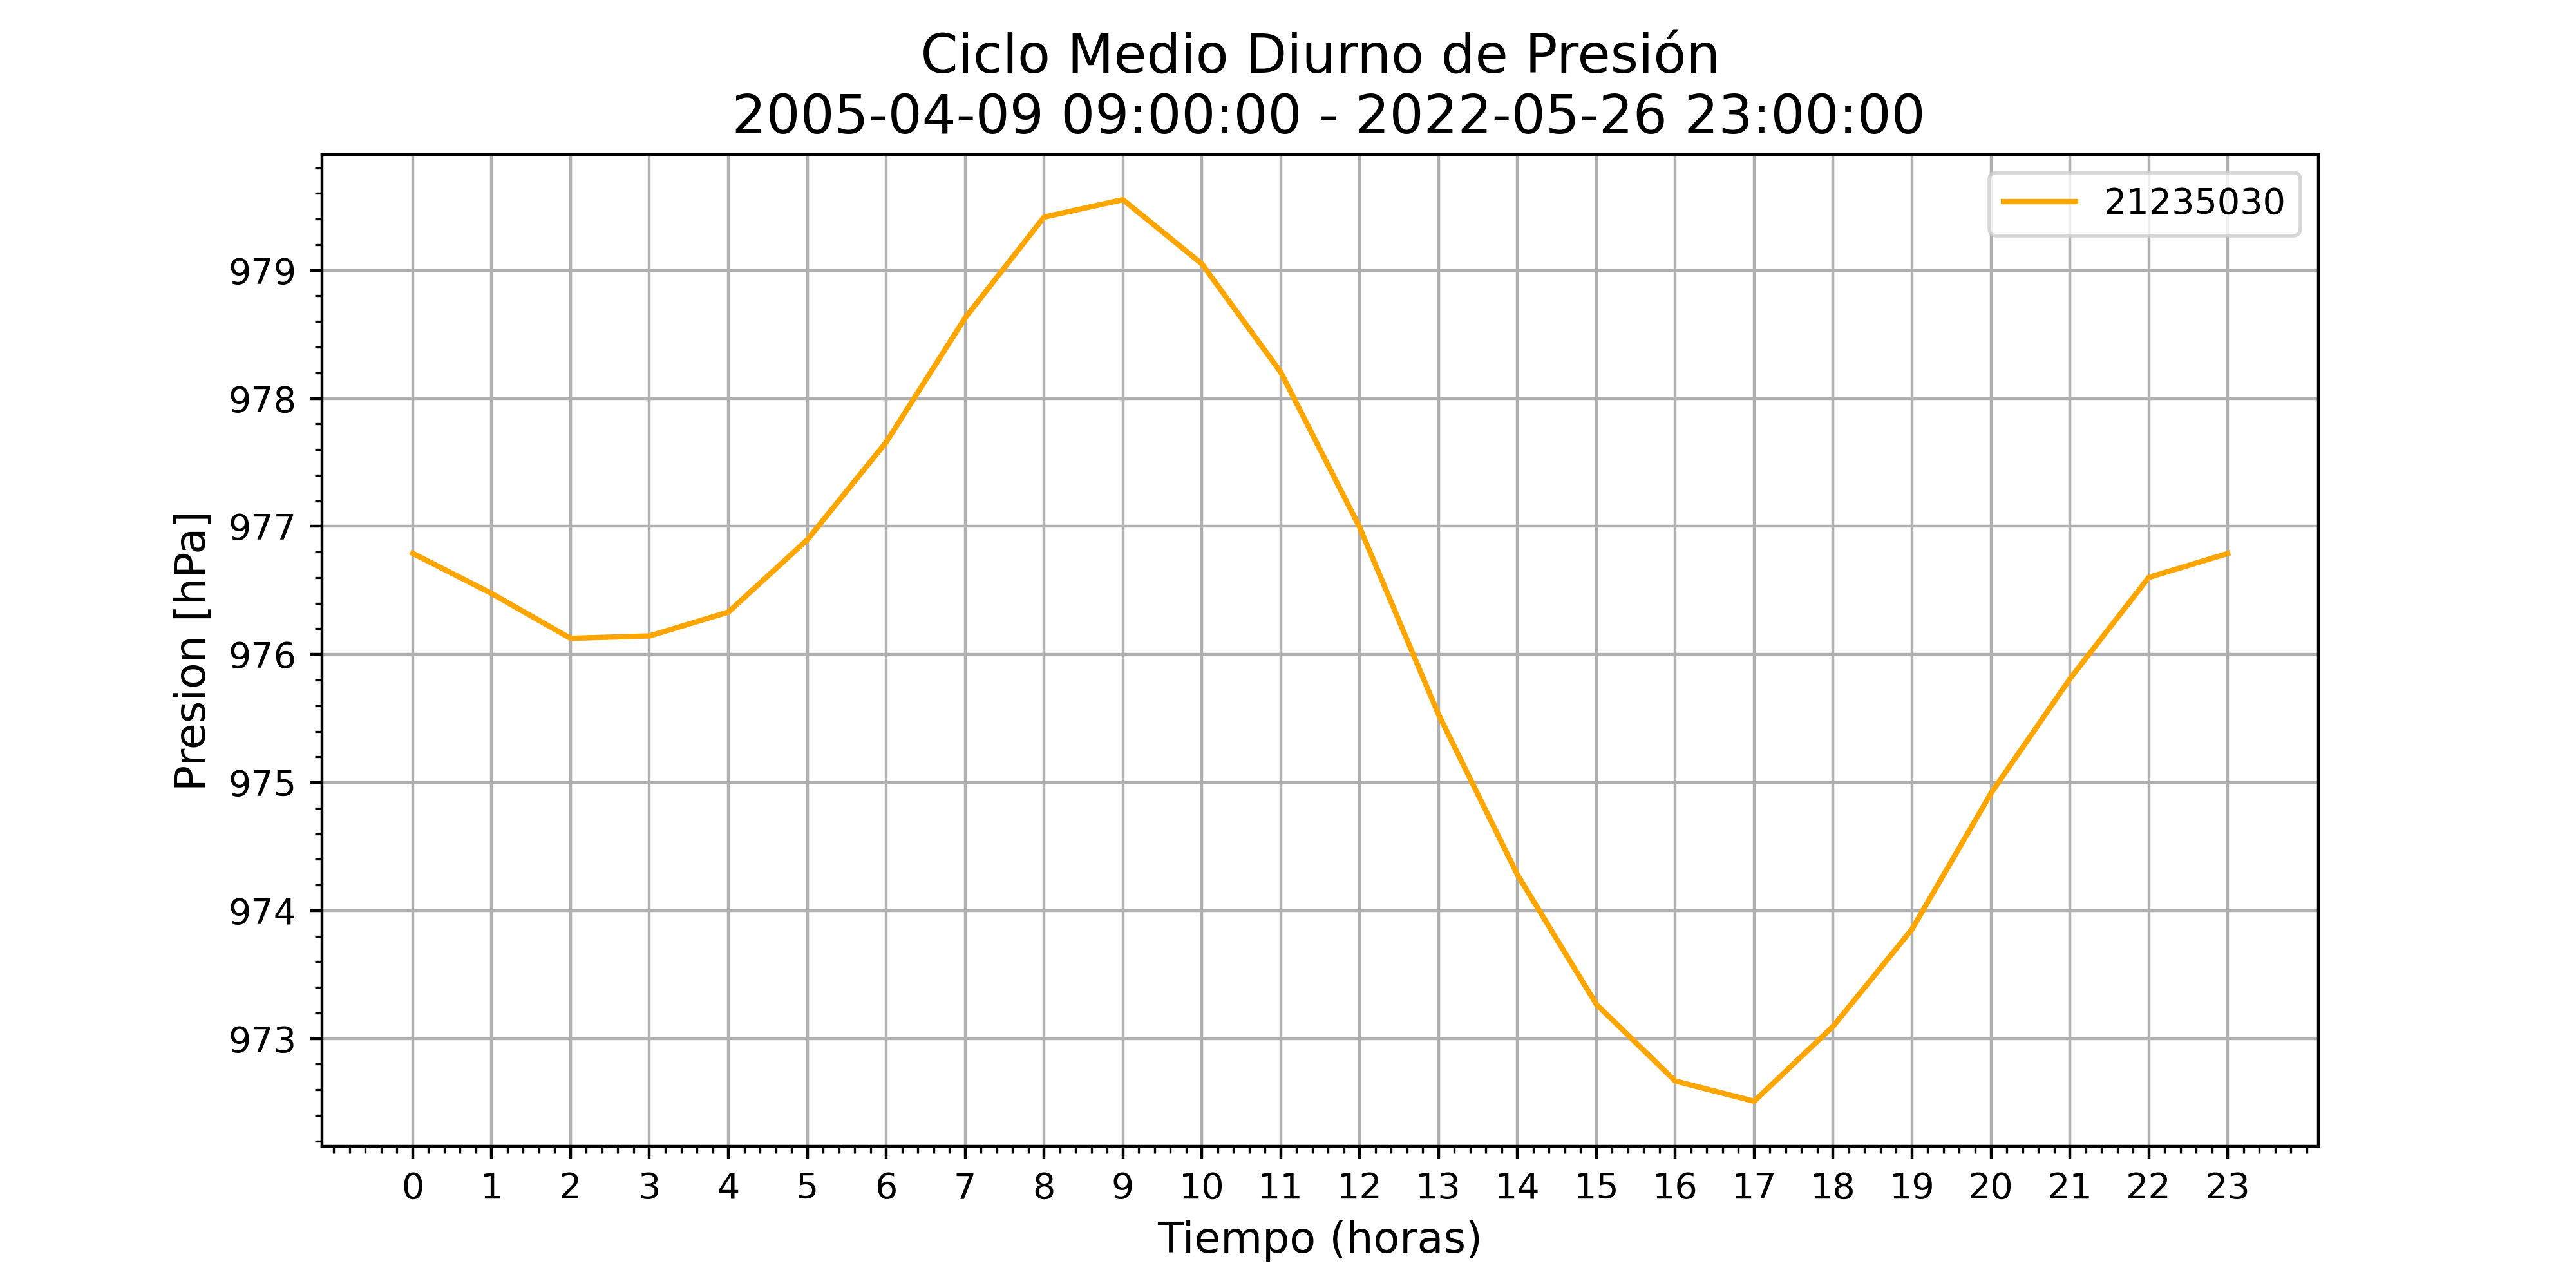 Ciclo Medio Diurno de Presión
2005-04-09 09:00:00 - 2022-05-26 23:00:00
21235030
979
978
977
976
975
974
973
Presion [hPa]
0 1 2 3 4 5 6 7 8 9 10 11 12 13 14 15 16 17 18 19 20 21 22 23
Tiempo (horas)